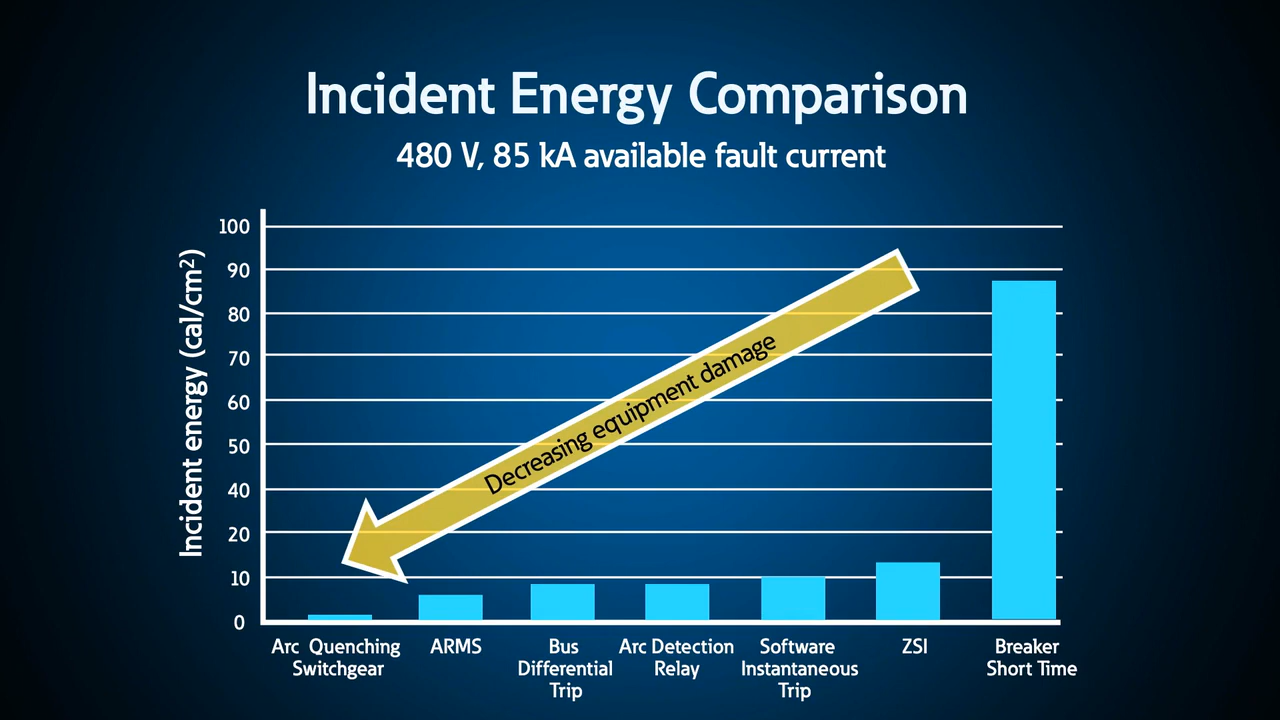 Incident Energy Comparison
480 V, 85 kA available fault current
Incident energy (cal/cm²)
100
90
80
70
60
50
40
20
10
0
Decreasing equipment damage
Arc Quenching
Switchgear
ARMS
Bus
Differential
Trip
Arc Detection
Relay
Software
Instantaneous
Trip
ZSI
Breaker
Short Time